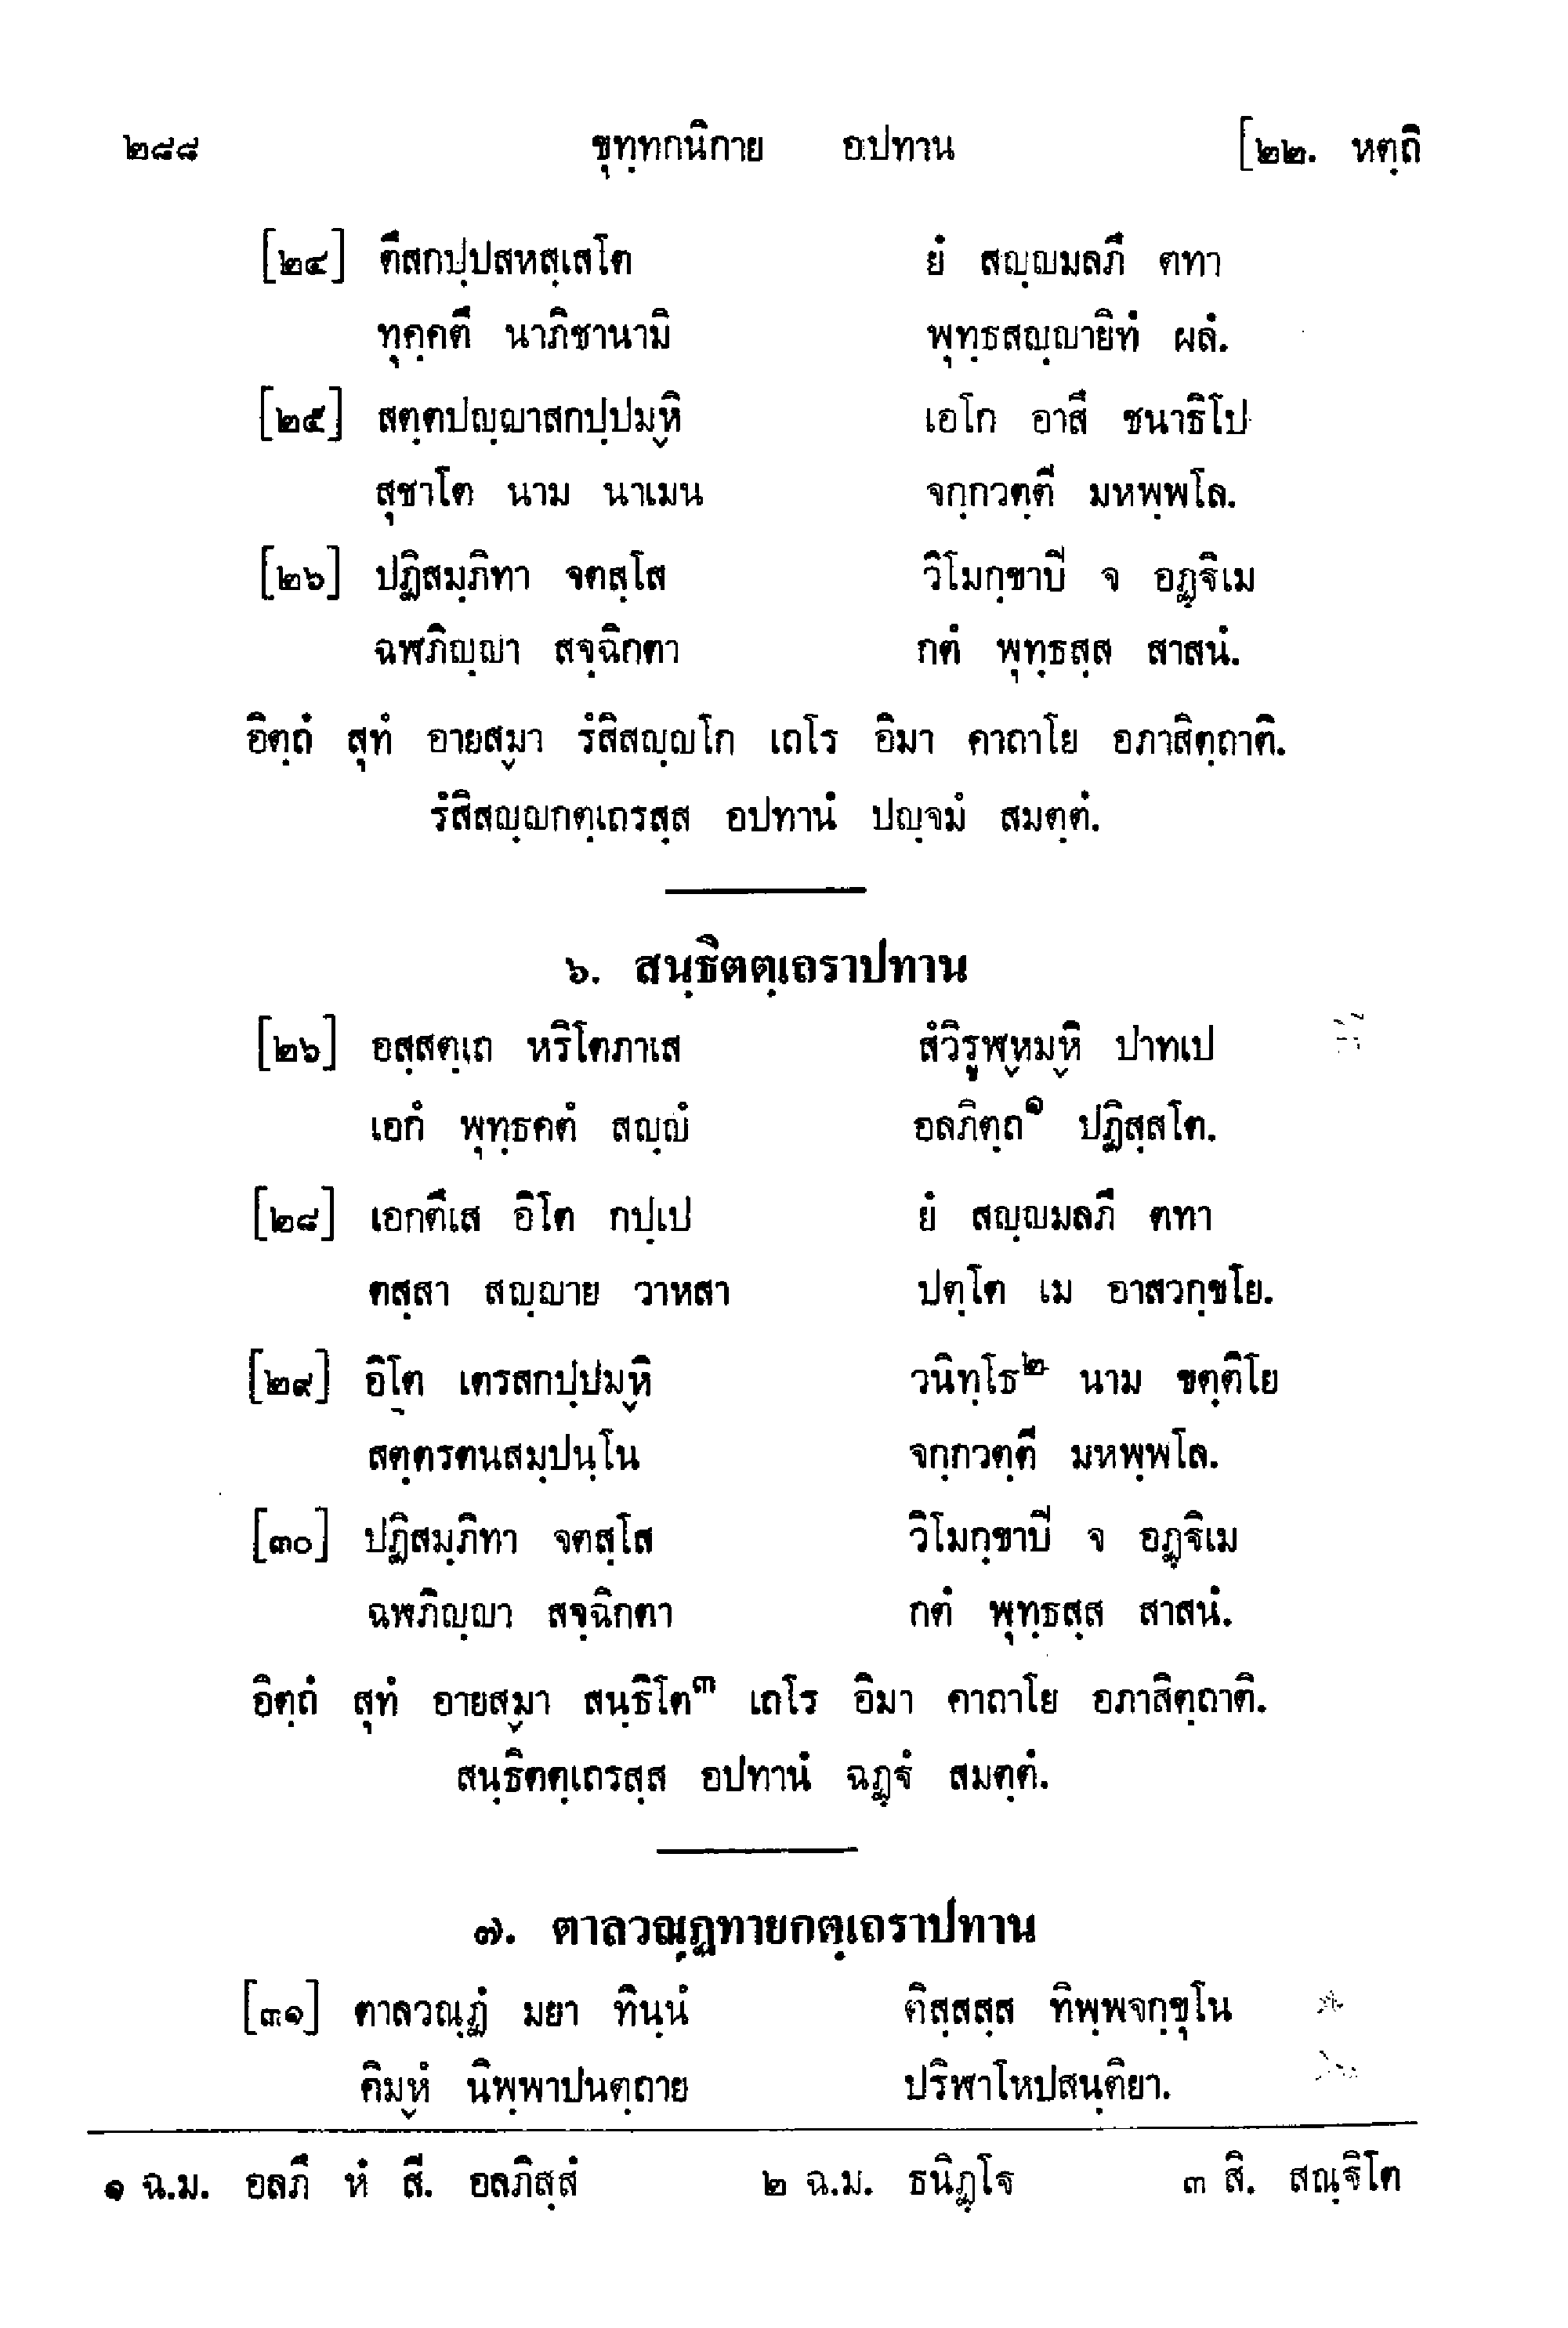 ๒๘๘ ขุทฺทกนิกาย อปทาน [๒๒. หตฺถิ
[๒๔] ตึสกปฺปสหสฺเสโต ยํ สญฺญมลภึ ตทา
ทุคฺคตึ นาภิชานามิ พุทฺธสญฺญายิทํ ผลํ.
[๒๕] สตฺตปญฺญาสกปฺปมฺหิ เอโก อาสึ ชนาธิโป
สุชาโต นาม นาเมน จกฺกวตฺตี มหพฺพโล.
[๒๖] ปฏิสมฺภิทา จตสฺโส วิโมกฺขาปิ จ อฏฺฐิเม
ฉฬภิญฺญา สจฺฉิกตา กตํ พุทฺธสฺส สาสนํ.
อิตฺถํ สุทํ อายสฺมา รํสิสญฺญโก เถโร อิมา คาถาโย อภาสิตฺถาติ.
รํสิสญฺญกตฺเถรสฺส อปทานํ ปญฺจมํ สมตฺตํ.
๖. สนฺธิตตฺเถราปทาน
[๒๖] อสฺสตฺเถ หริโตภาเส สํวิรูฬฺหมฺหิ ปาทเป
เอกํ พุทฺธคตํ สญฺญํ อลภิตฺถ๑ ปฏิสฺสโต.
[๒๘] เอกตึเส อิโต กปฺเป ยํ สญฺญมลภึ ตทา
ตสฺสา สญฺญาย วาหสา ปตฺโต เม อาสวกฺขโย.
[๒๙] อิโต เตรสกปฺปมฺหิ วนิทฺโธ๒ นาม ขตฺติโย
สตฺตรตนสมฺปนฺโน จกฺกวตฺตี มหพฺพโล.
[๓๐] ปฏิสมฺภิทา จตสฺโส วิโมกฺขาปิ จ อฏฺฐิเม
ฉฬภิญฺญา สจฺฉิกตา กตํ พุทฺธสฺส สาสนํ.
อิตฺถํ สุทํ อายสฺมา สนฺธิโต๓ เถโร อิมา คาถาโย อภาสิตฺถาติ.
สนฺธิตตฺเถรสฺส อปทานํ ฉฏฺฐํ สมตฺตํ.
๗. ตาลวณฺฏทายกตฺเถราปทาน
[๓๑] ตาลวณฺฏํ มยา ทินฺนํ ติสฺสสฺส ทิพฺพจกฺขุโน
คิมฺหํ นิพฺพาปนตฺถาย ปริฬาโหปสนฺติยา.
๑ ฉ.ม. อลภึ หํ สี. อลภิสฺสํ ๒ ฉ.ม. ธนิฏฺโฐ ๓ สิ. สณฺฐิโต